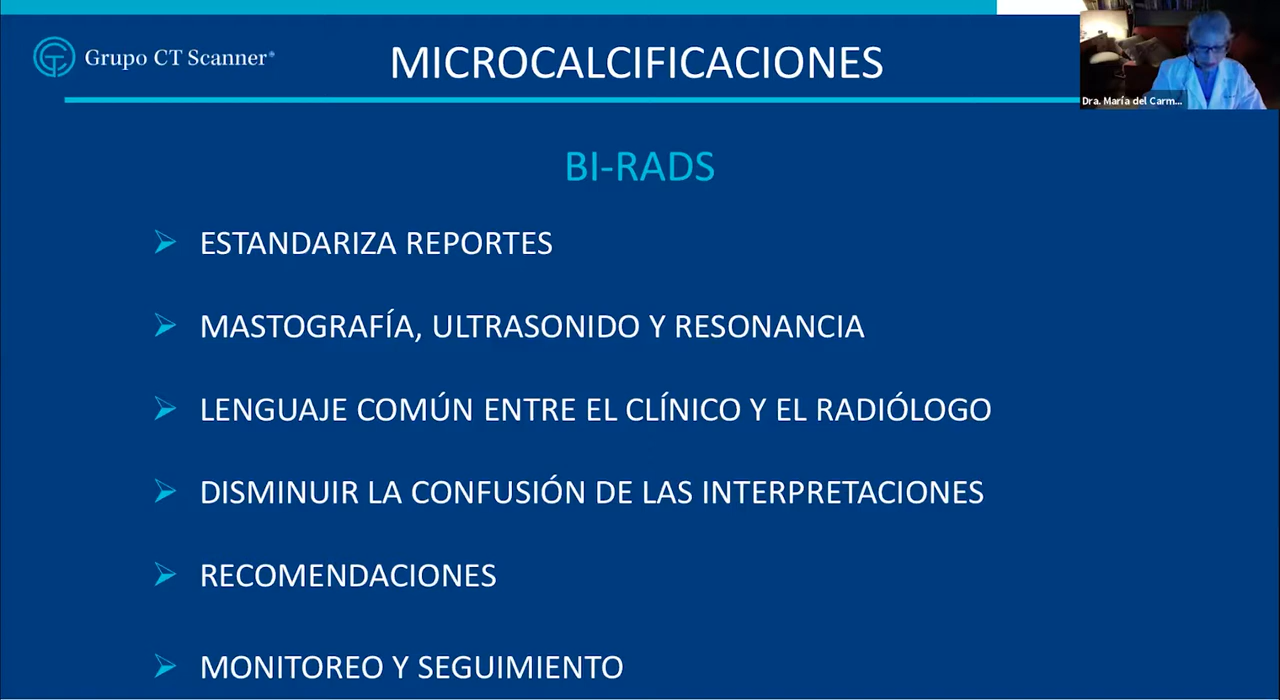 Grupo CT Scanner®
MICROCALCIFICACIONES
Dra. María del Carm...
BI-RADS
ESTANDARIZA REPORTES
MASTOGRAFÍA, ULTRASONIDO Y RESONANCIA
LENGUAJE COMÚN ENTRE EL CLÍNICO Y EL RADIÓLOGO
DISMINUIR LA CONFUSIÓN DE LAS INTERPRETACIONES
RECOMENDACIONES
MONITOREO Y SEGUIMIENTO